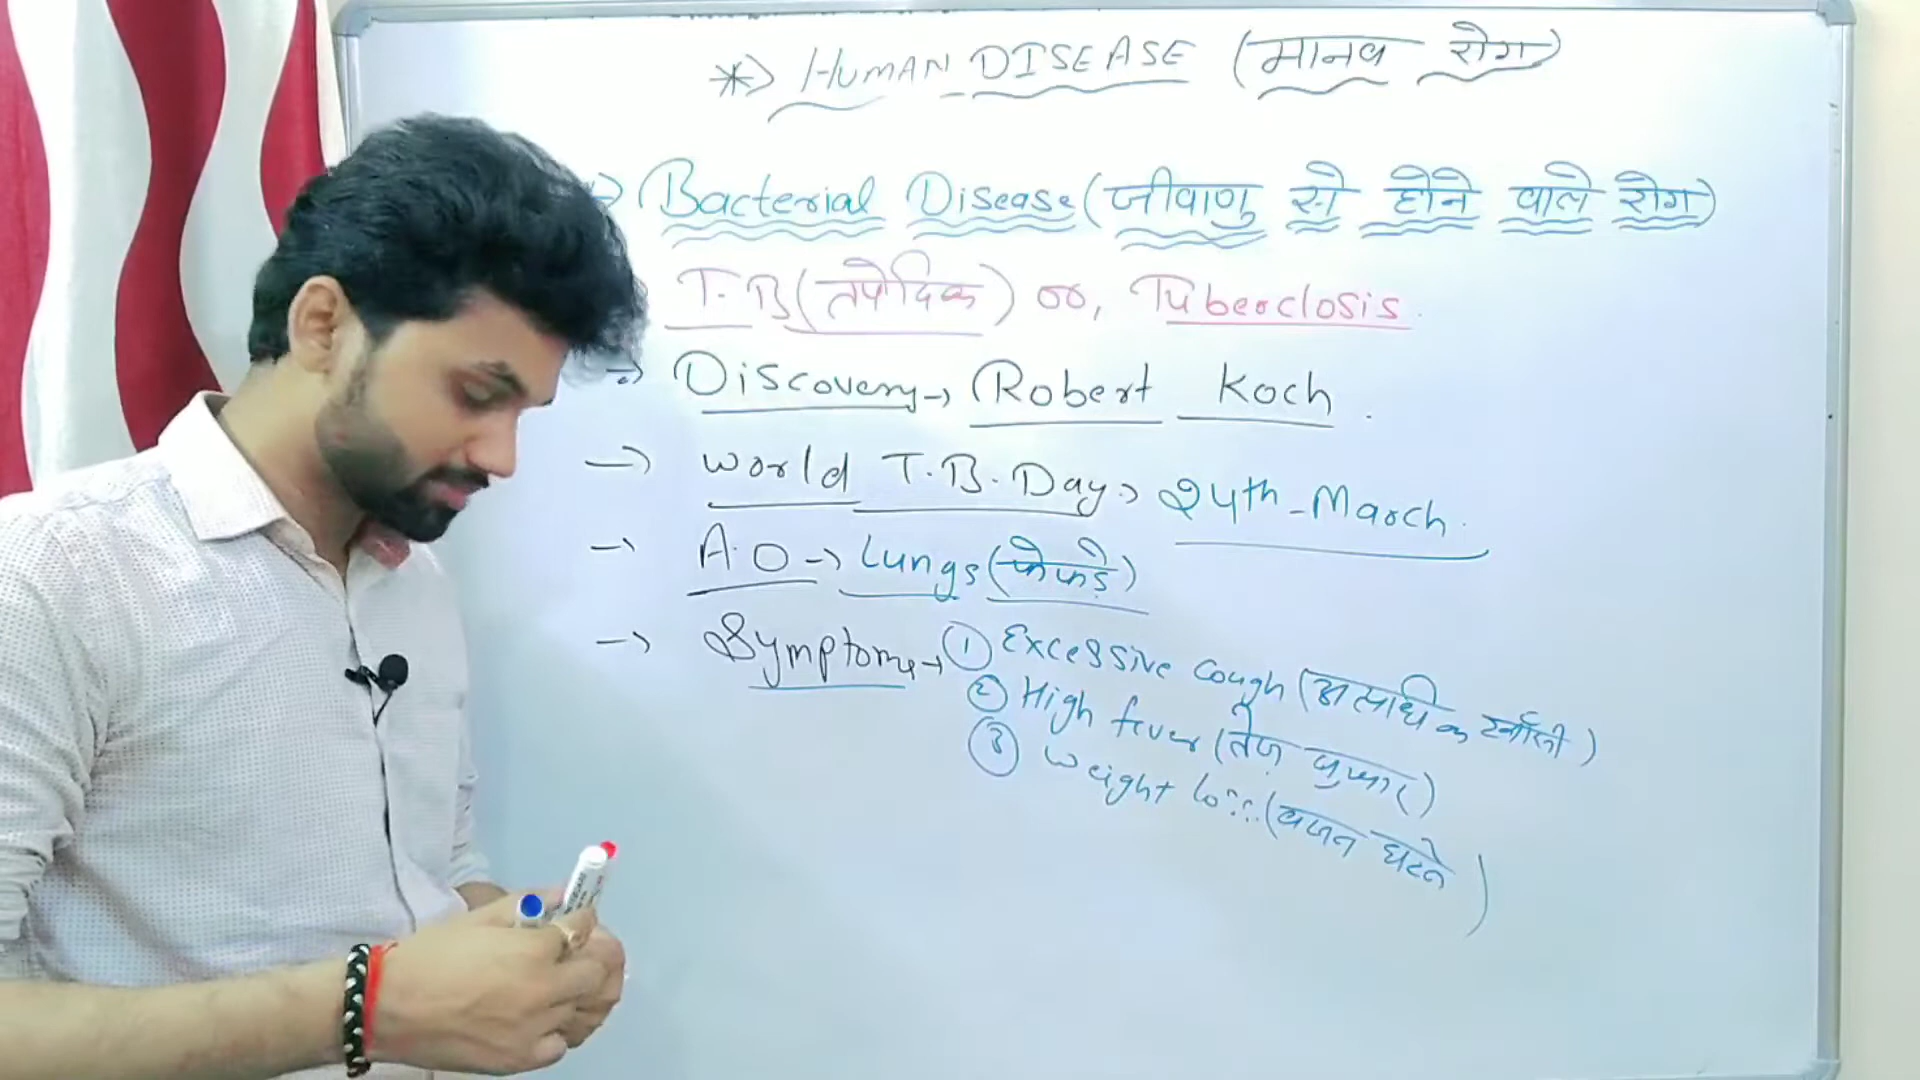 *) HUMAN DISEASE (मानव रोग)
Bacterial Disease (जीवाणु से होने वाले रोग)
T.B (तपेदिक) or, Tuberclosis.
→ Discovery → Robert Koch.
→ World T.B. Day → 24th - March.
→ A.O → Lungs (फेफड़े)
→ Symptoms → ① Excessive Cough (अत्याधिक खाँसी)
② High fever (तेज़ बुखार)
③ Weight loss (वजन घटने)